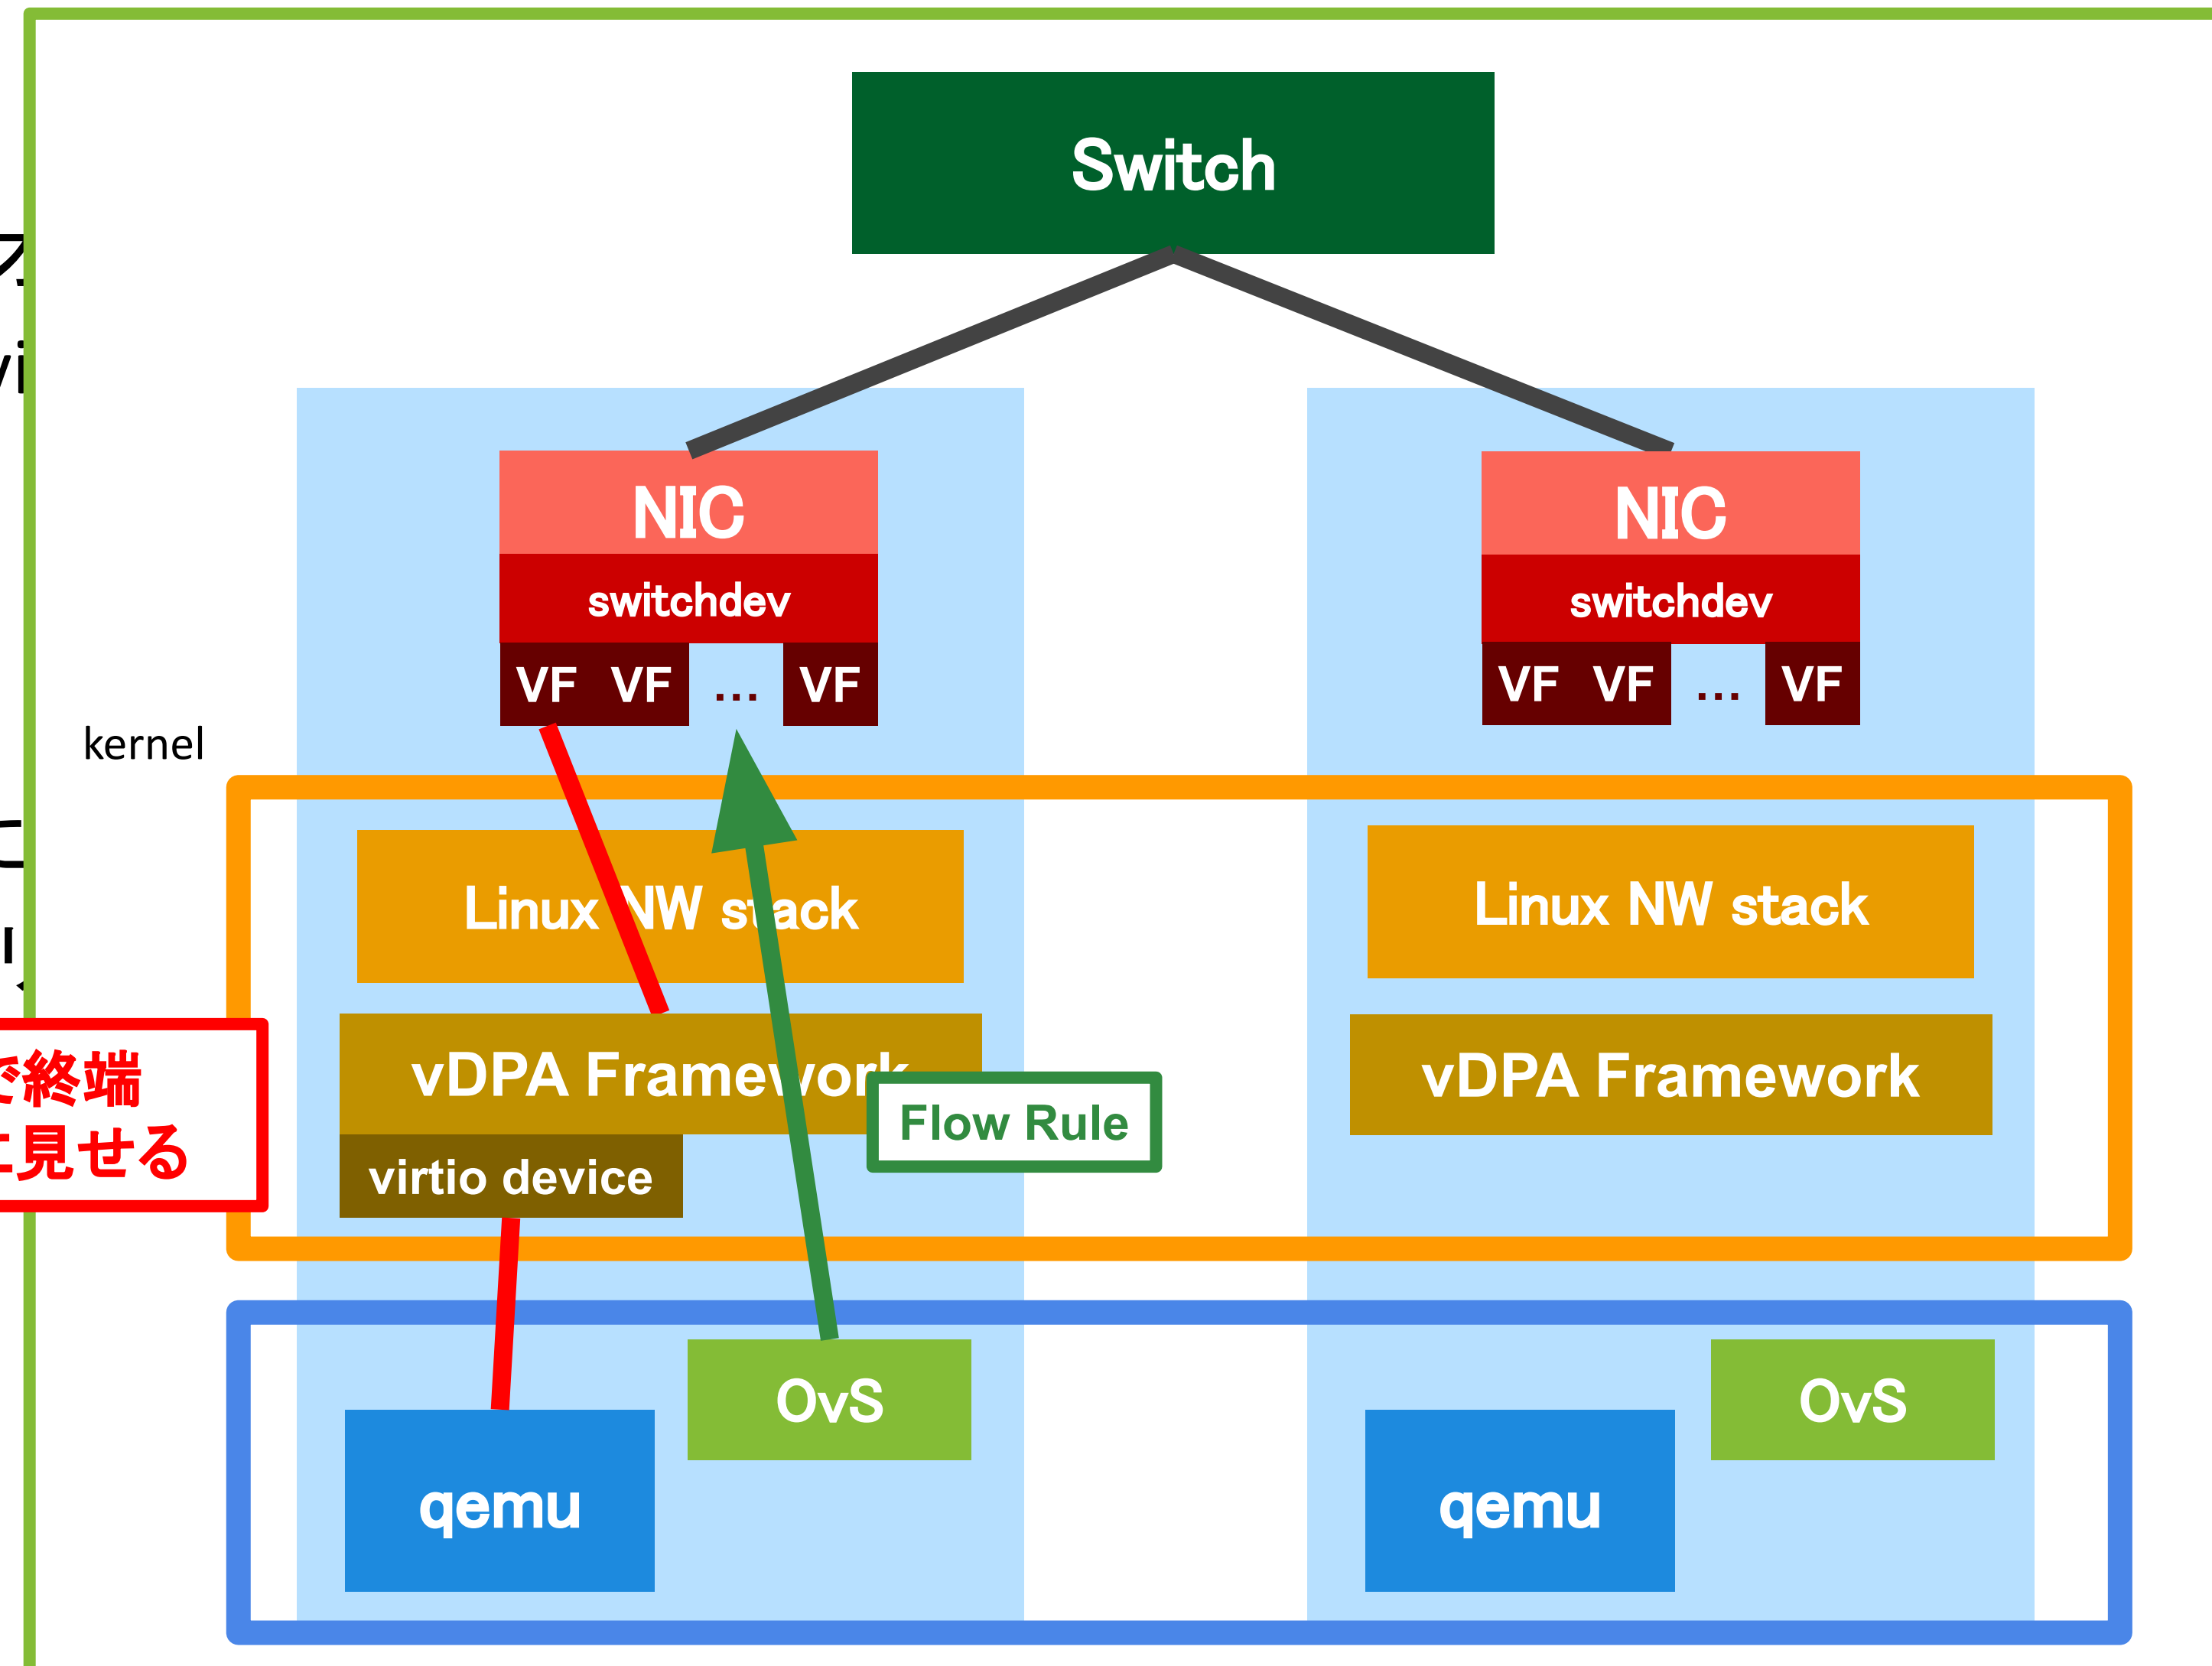 Switch
NIC
NIC
switchdev
switchdev
VF VF ... VF
VF VF ... VF
kernel
Linux NW stack
Linux NW stack
vDPA Framework
vDPA Framework
終端
見せる
Flow Rule
virtio device
OvS
OvS
qemu
qemu